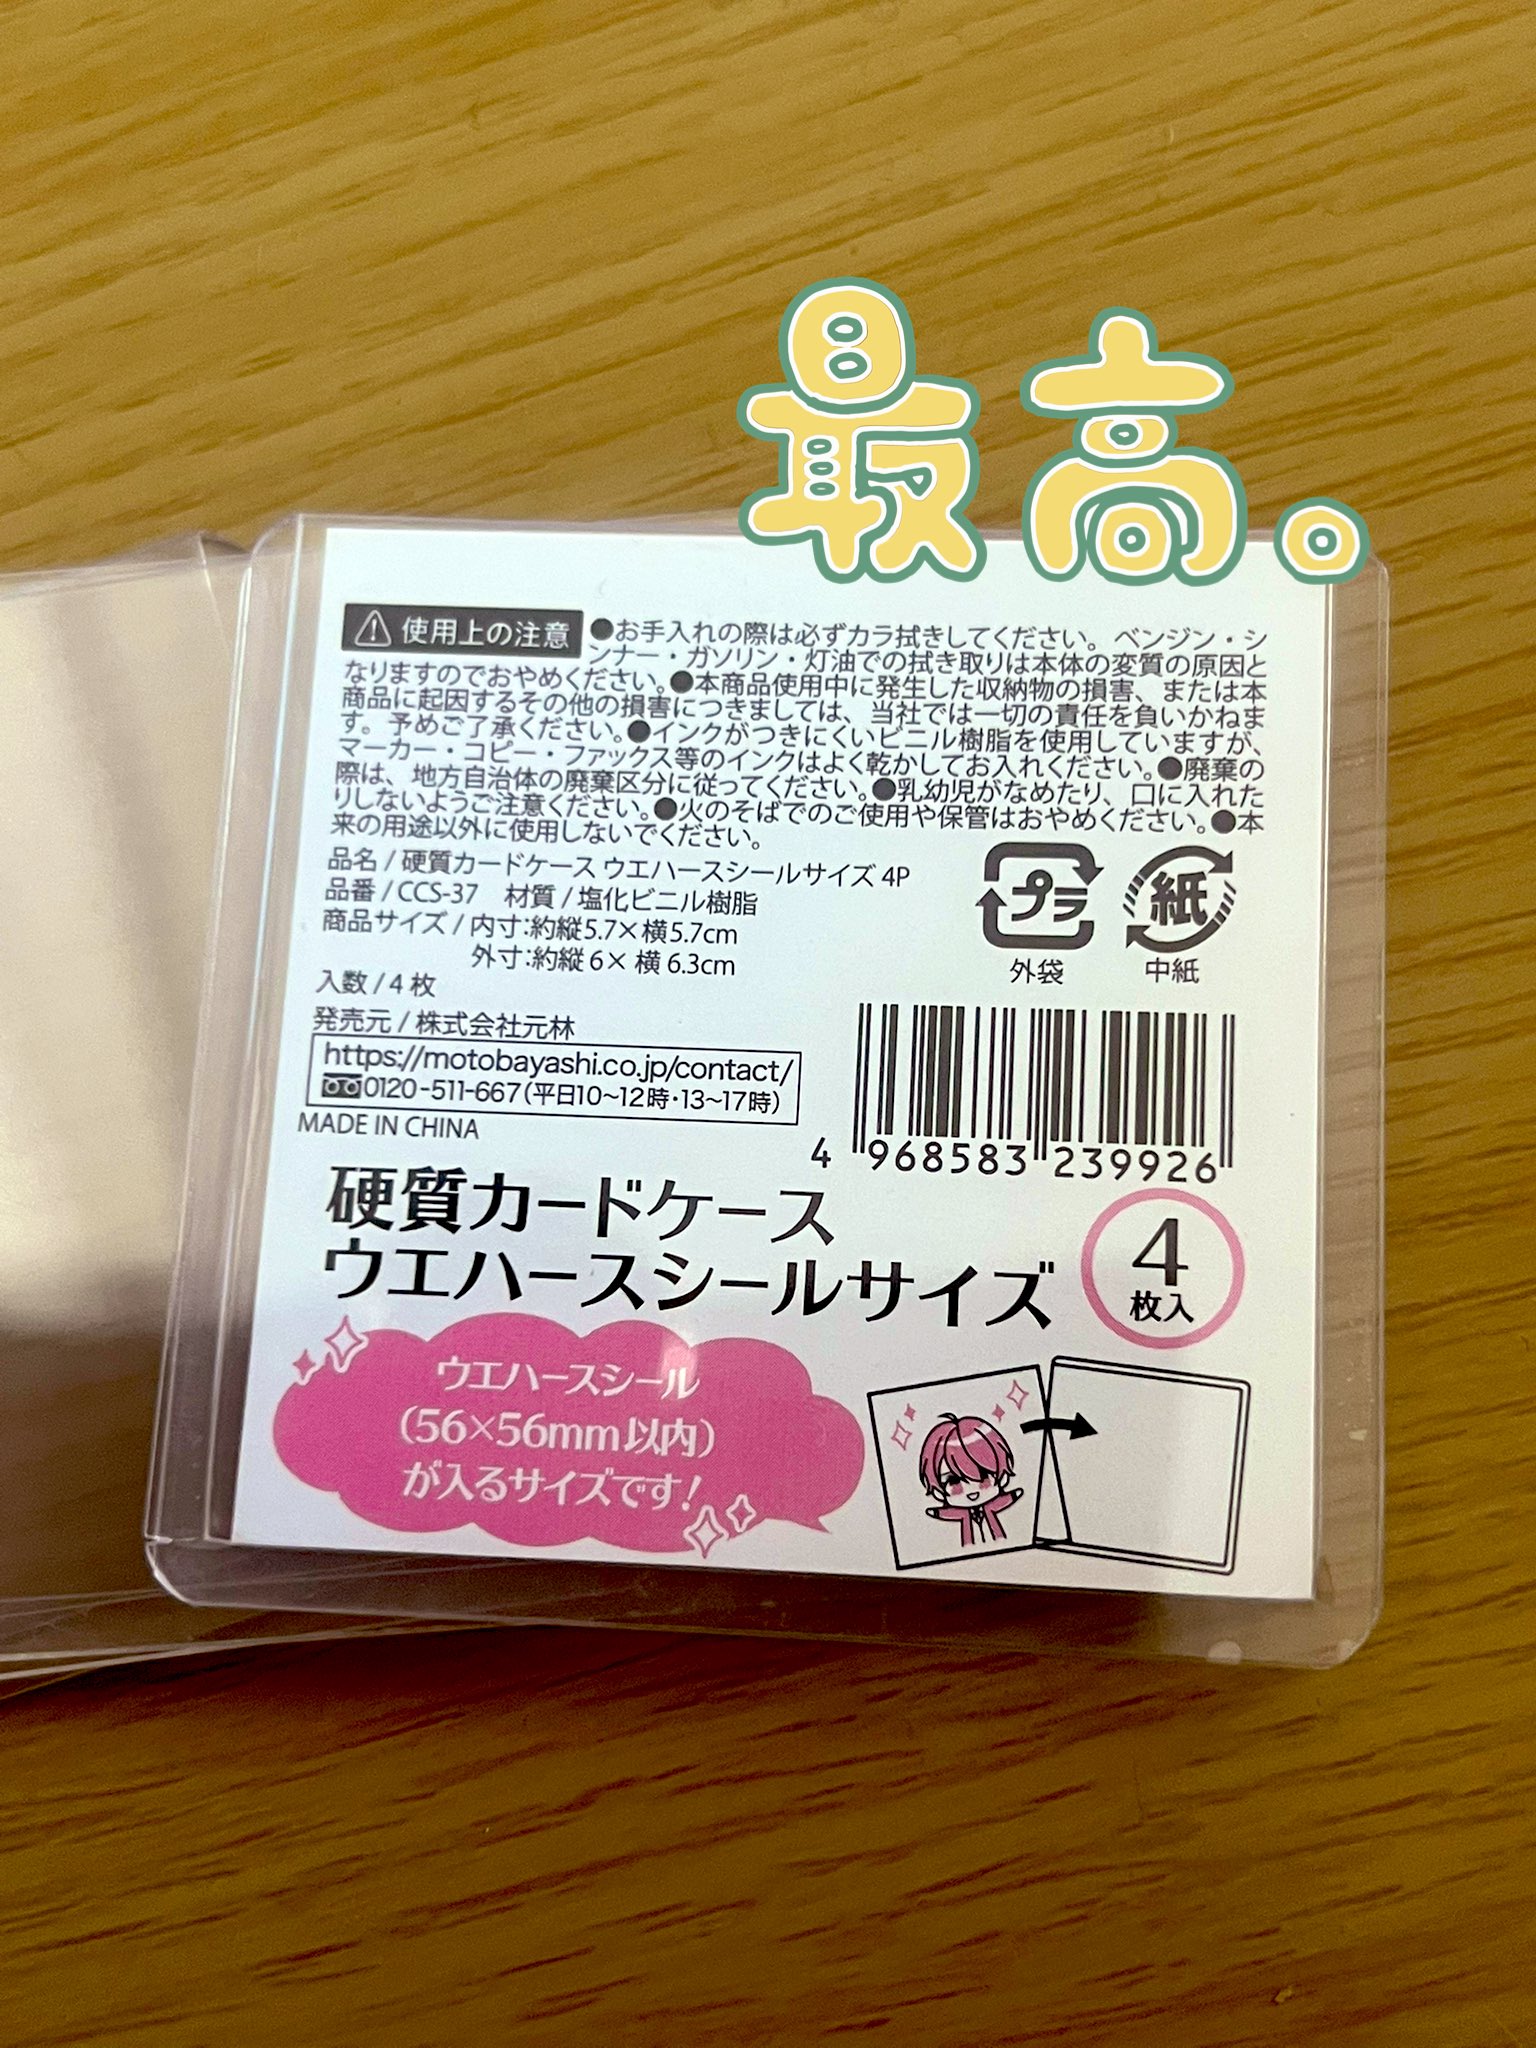 最高。
使用上の注意 ●お手入れの際は必ずカラ拭きしてください。ベンジン・シ
ンナー・ガソリン・灯油での拭き取りは本体の変質の原因と
なりますのでおやめください。●本商品使用中に発生した収納物の損害、または本
商品に起因するその他の損害につきましては、当社では一切の責任を負いかねま
す。予めご了承ください。●インクがつきにくいビニル樹脂を使用していますが、
マーカー・コピー・ファックス等のインクはよく乾かしてお入れください。●廃棄の
際は、地方自治体の廃棄区分に従ってください。●乳幼児がなめたり、口に入れた
りしないようご注意ください。●火のそばでのご使用や保管はおやめください。●本
来の用途以外に使用しないでください。
品名 / 硬質カードケース ウエハースシールサイズ 4P
品番 / CCS-37 材質 / 塩化ビニル樹脂
商品サイズ / 内寸:約縦5.7×横5.7cm
外寸:約縦 6× 横 6.3cm
入数 / 4 枚
プラ
外袋
紙
中紙
発売元 / 株式会社元林
https://motobayashi.co.jp/contact/
0120-511-667(平日10~12時・13~17時)
MADE IN CHINA
4 968583 239926
硬質カードケース
ウエハースシールサイズ
4
枚入
ウエハースシール
(56×56mm以内)
が入るサイズです!